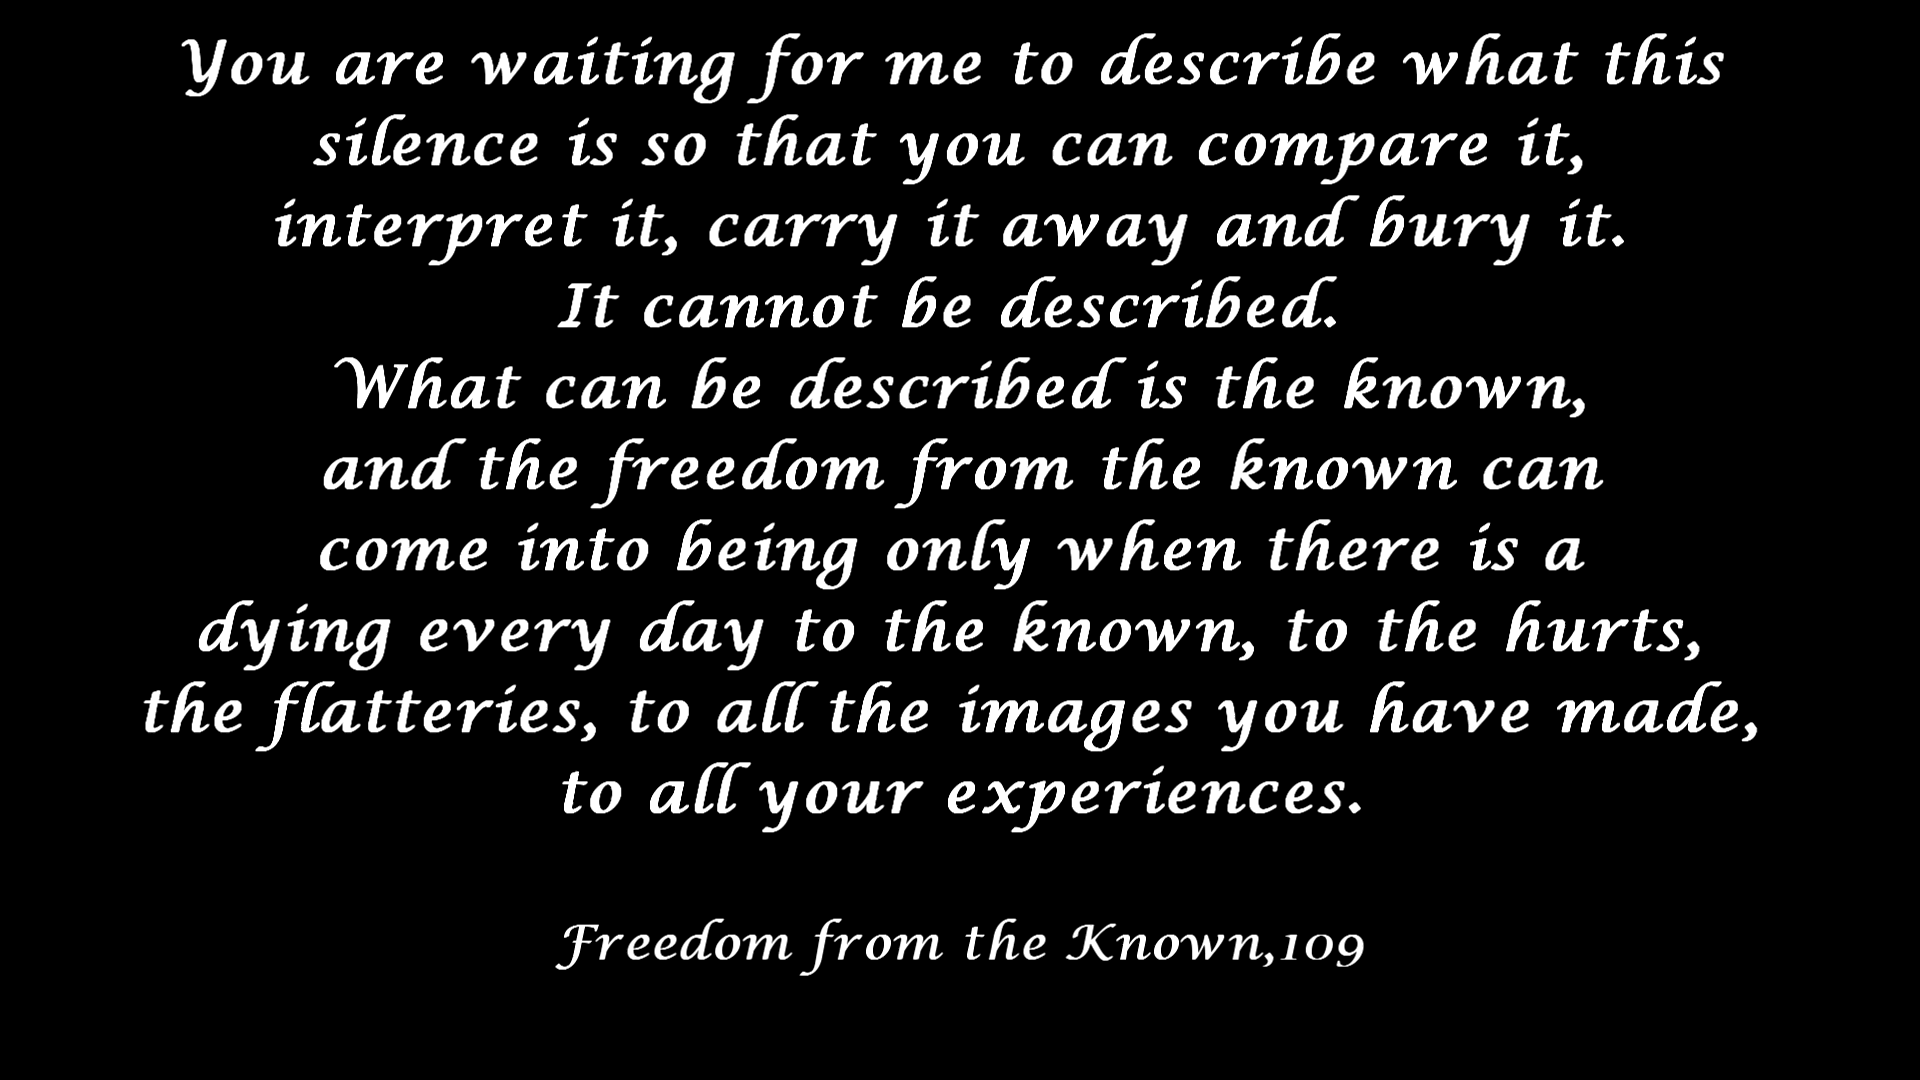 You are waiting for me to describe what this
silence is so that you can compare it,
interpret it, carry it away and bury it.
It cannot be described.
What can be described is the known,
and the freedom from the known can
come into being only when there is a
dying every day to the known, to the hurts,
the flatteries, to all the images you have made,
to all your experiences.
Freedom from the Known,109